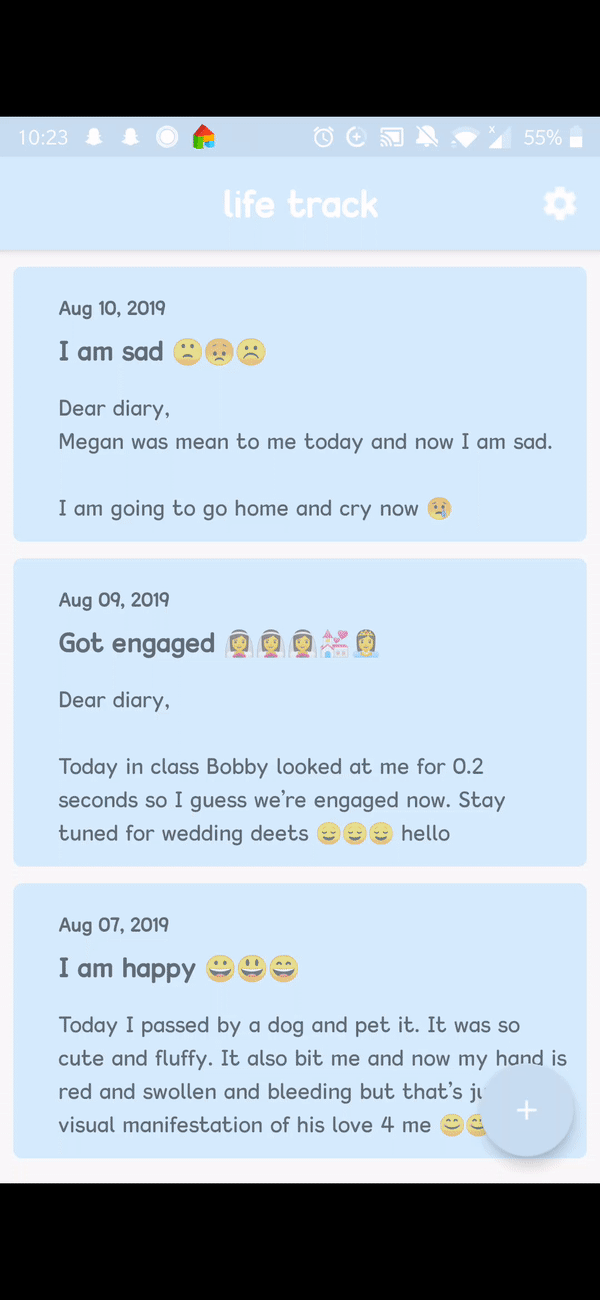 10:23 x 55%
life track
Aug 10, 2019
I am sad 🙁😟☹️
Dear diary,
Megan was mean to me today and now I am sad.
I am going to go home and cry now 😢
Aug 09, 2019
Got engaged 👰👰👰💒👸
Dear diary,
Today in class Bobby looked at me for 0.2
seconds so I guess we’re engaged now. Stay
tuned for wedding deets 😌😌😌 hello
Aug 07, 2019
I am happy 😀😃😄
Today I passed by a dog and pet it. It was so
cute and fluffy. It also bit me and now my hand is
red and swollen and bleeding but that’s
visual manifestation of his love 4 me 😊😊
+